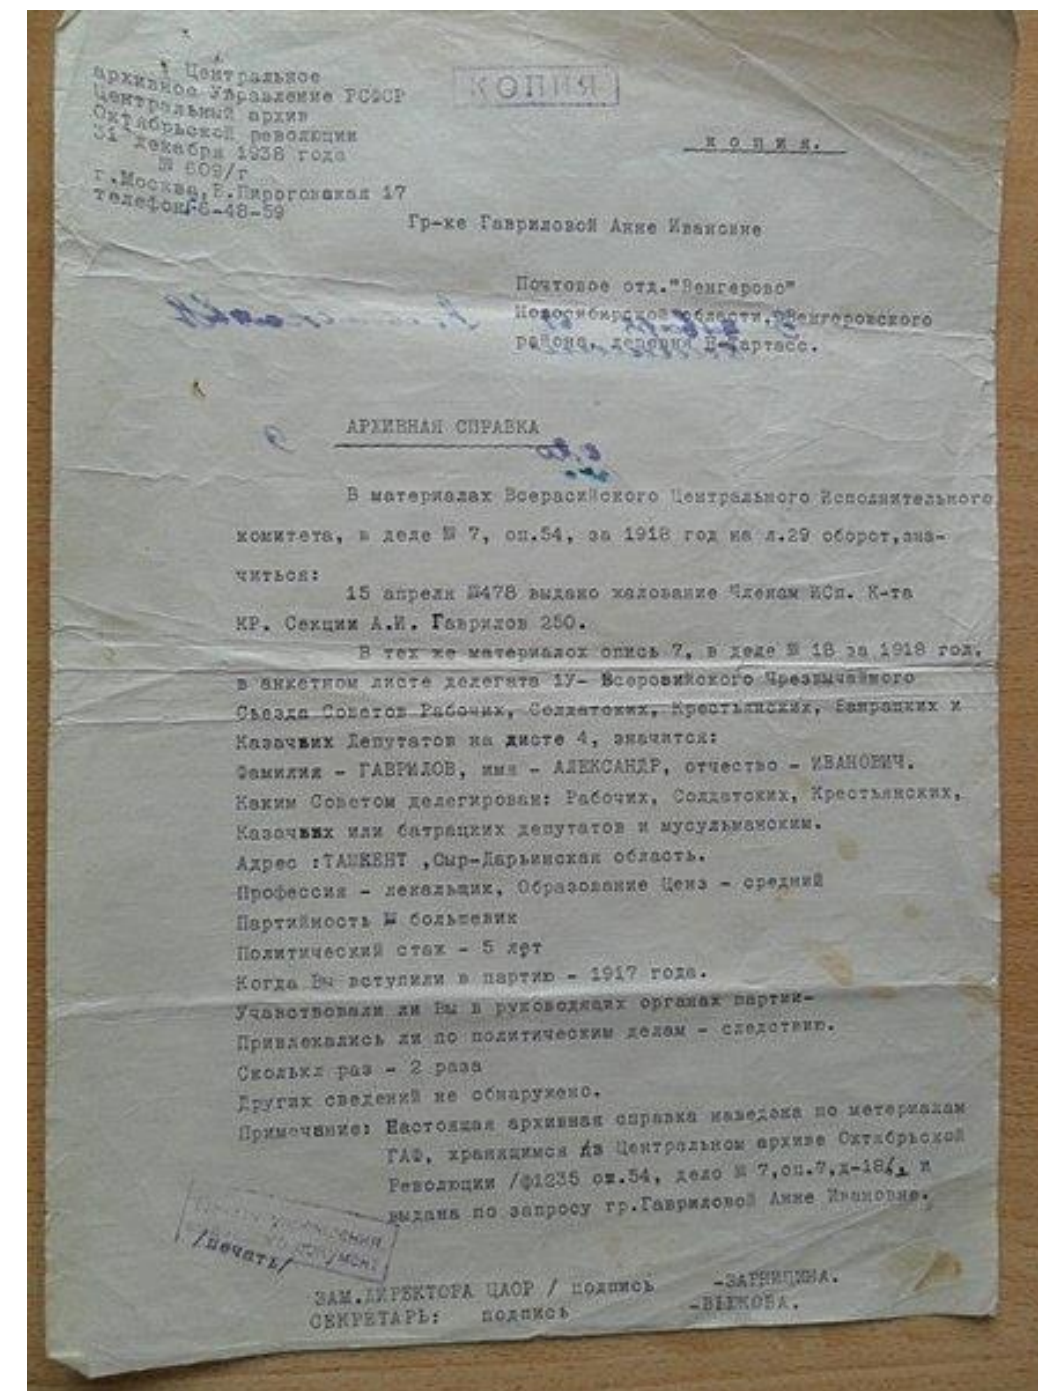 Центральное
архивное Управление РСФСР
Центральный архив
Октябрьской революции
31 декабря 1938 года
№ 609/г
г.Москва,Б.Пироговская 17
телефон 6-48-59
КОПИЯ
КОПИЯ.
Гр-ке Гавриловой Анне Ивановне
Почтовое отд."Венгерово"
Новосибирской области, Венгеровского
района, деревня
АРХИВНАЯ СПРАВКА
В материалах Всерасийского Центрального Исполнительного
комитета, в деле № 7, оп.54, за 1918 год на л.29 оборот,зна-
читься:
15 апреля №478 выдано жалование Членам ИСп. К-та
КР. Секции А.И. Гаврилов 250.
В тех же материалох опись 7, в деле № 18 за 1918 год,
в анкетном листе делегата 1У- Всеровийского Чрезвычайного
Съезда Советов Рабочих, Солдатских, Крестьянских, Батрацких и
Казачьих Депутатов на листе 4, значится:
Фамилия - ГАВРИЛОВ, имя - АЛЕКСАНДР, отчество - ИВАНОВИЧ.
Каким Советом делегирован: Рабочих, Солдатских, Крестьянских,
Казачьих или батрацких депутатов и мусульманским.
Адрес :ТАШКЕНТ ,Сыр-Дарьинская область.
Профессия - лекальщик, Образование Ценз - средний
Партийность № большевик
Политический стаж - 5 лет
Когда Вы вступили в партию - 1917 года.
Учавствовали ли Вы в руководящих органах партии-
Привлекались ли по политическим делам - следствию.
Сколькл раз - 2 раза
Других сведений не обнаружено.
Примечание: Настоящая архивная справка наведена по метериалам
ГАФ, хранящимся в Центральном архиве Октябрьской
Революции /ф1235 оп.54, дело № 7,оп.7,д-18/, и
выдана по запросу гр.Гавриловой Анне Ивановне.
/печать/
ЗАМ.ДИРЕКТОРА ЦАОР / подпись -ЗАРНИЦИНА.
СЕКРЕТАРЬ: подпись